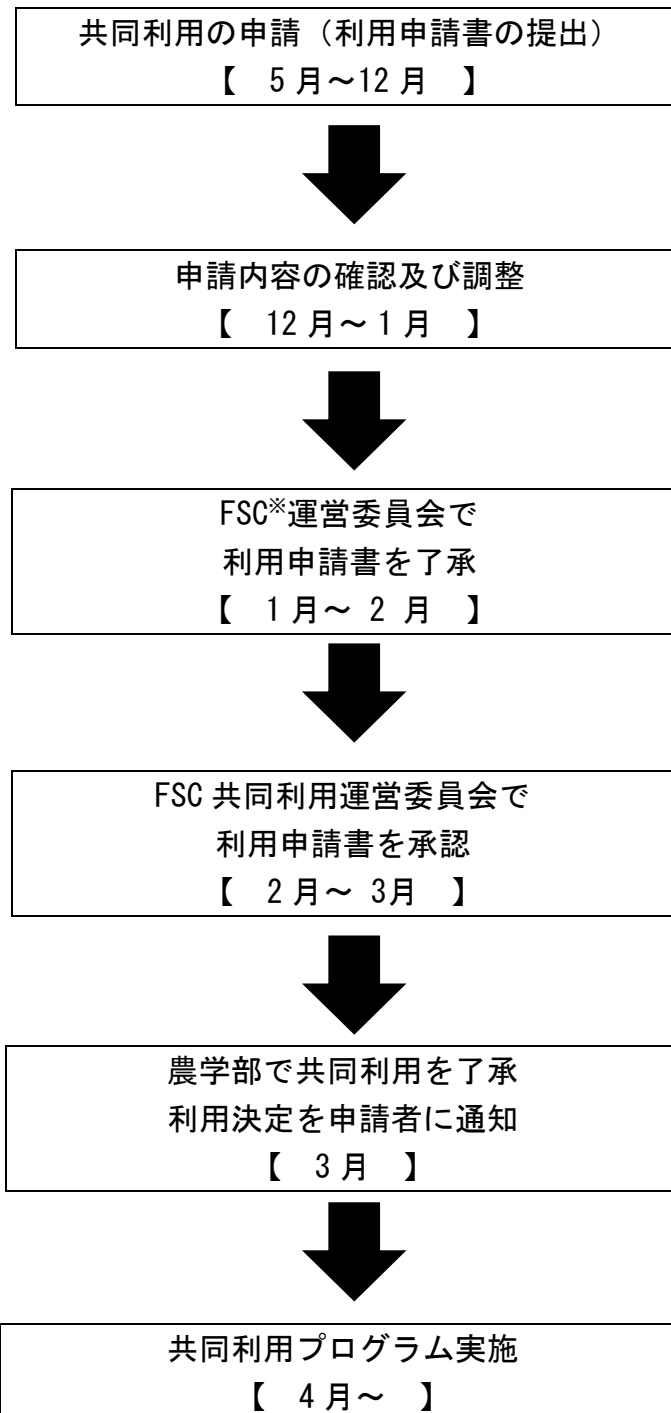 共同利用の申請（利用申請書の提出）
【　5月～12月　】
申請内容の確認及び調整
【　12月～1月　】
FSC※運営委員会で
利用申請書を了承
【　1月～ 2 月　】
FSC 共同利用運営委員会で
利用申請書を承認
【　2月～ 3月　】
農学部で共同利用を了承
利用決定を申請者に通知
【　3月　】
共同利用プログラム実施
【　4月～　】